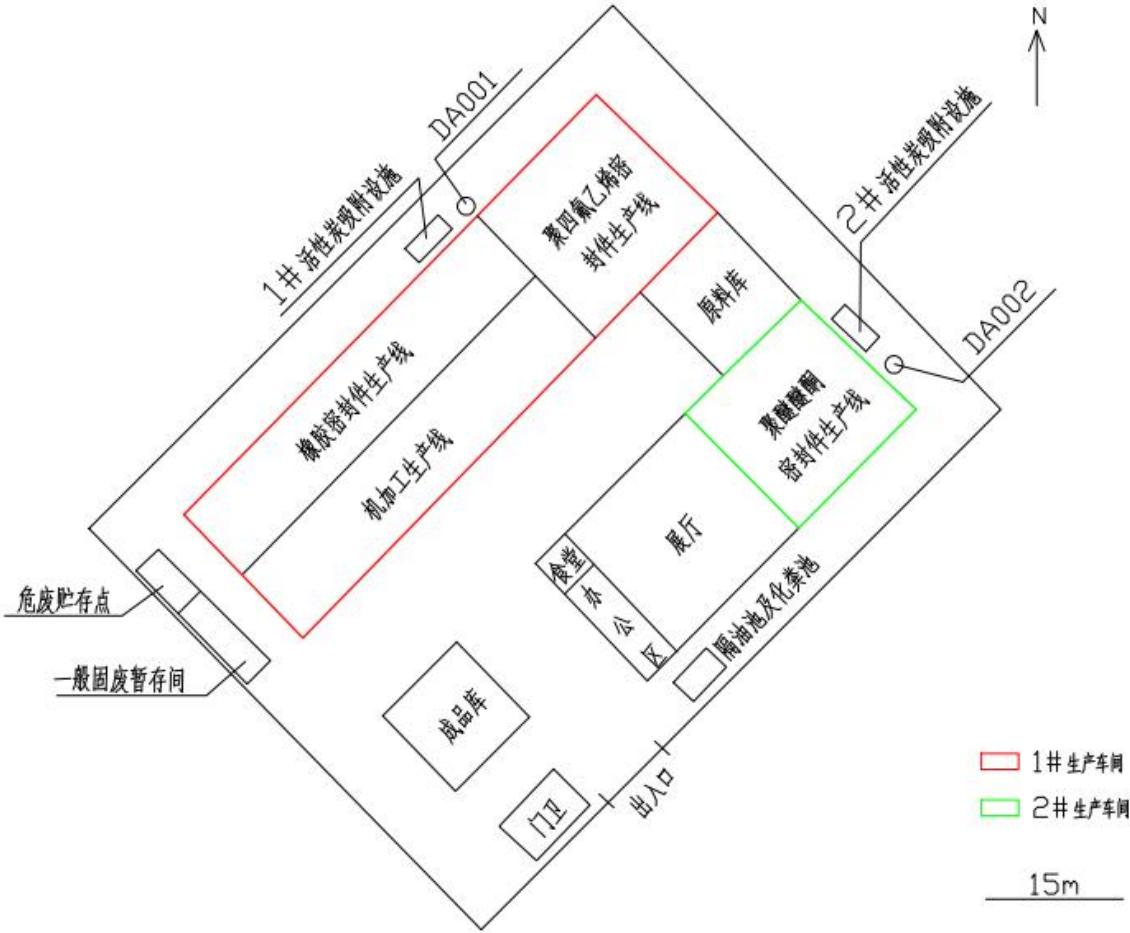 N
DA001
1# 活性炭吸附设施
2# 活性炭吸附设施
聚四氟乙烯密
封件生产线
原料库
DA002
橡胶密封件生产线
机加工生产线
聚醚醚酮
密封件生产线
展厅
食堂
办公区
隔油池及化粪池
危废贮存点
一般固废暂存间
成品库
门卫
出入口
1# 生产车间
2# 生产车间
15m